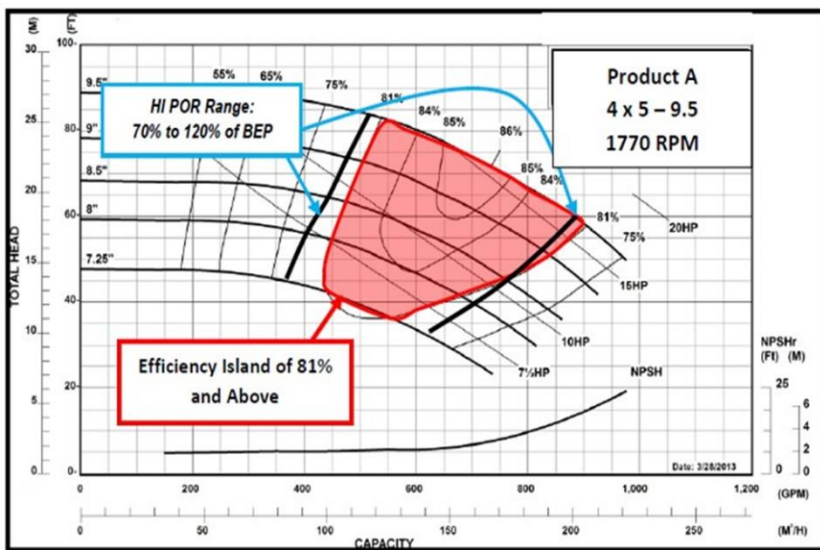 (M)
(FT)
30
25
20
15
10
5
0
100
80
60
40
20
0
TOTAL HEAD
9.5"
9"
8.5"
8"
7.25"
55%
65%
75%
81%
84%
85%
86%
85%
84%
81%
75%
HI POR Range:
70% to 120% of BEP
Product A
4 x 5 – 9.5
1770 RPM
20HP
15HP
10HP
7½HP
Efficiency Island of 81%
and Above
NPSH
NPSHr
(Ft) (M)
25
0
6
4
2
0
Date: 3/28/2013
0 200 400 600 800 1,000 1,200
(GPM)
0 50 100 150 200 250
(M³/H)
CAPACITY